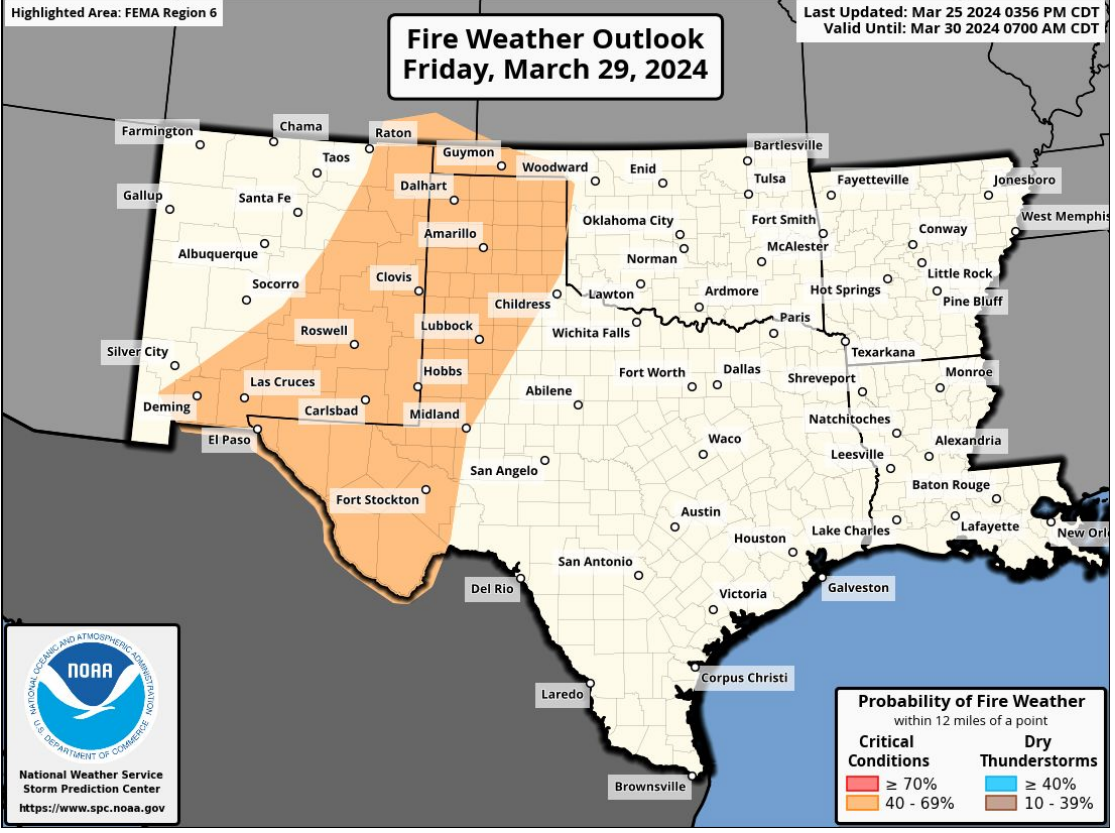 Highlighted Area: FEMA Region 6
Fire Weather Outlook
Friday, March 29, 2024
Last Updated: Mar 25 2024 0356 PM CDT
Valid Until: Mar 30 2024 0700 AM CDT
Farmington
Chama
Raton
Taos
Guymon
Woodward
Enid
Bartlesville
Tulsa
Fayetteville
Jonesboro
Gallup
Santa Fe
Dalhart
Oklahoma City
Fort Smith
West Memphis
Albuquerque
Amarillo
Norman
McAlester
Conway
Socorro
Clovis
Childress
Lawton
Ardmore
Hot Springs
Little Rock
Pine Bluff
Roswell
Lubbock
Wichita Falls
Paris
Silver City
Texarkana
Las Cruces
Hobbs
Fort Worth
Dallas
Shreveport
Monroe
Deming
Carlsbad
Midland
Abilene
Natchitoches
El Paso
Waco
Leesville
Alexandria
San Angelo
Fort Stockton
Baton Rouge
Austin
Houston
Lake Charles
Lafayette
New Orl
San Antonio
Del Rio
Victoria
Galveston
Laredo
Corpus Christi
Brownsville
NATIONAL OCEANIC AND ATMOSPHERIC ADMINISTRATION
NOAA
U.S. DEPARTMENT OF COMMERCE
National Weather Service
Storm Prediction Center
https://www.spc.noaa.gov
Probability of Fire Weather
within 12 miles of a point
Critical
Conditions
≥ 70%
40 - 69%
Dry
Thunderstorms
≥ 40%
10 - 39%